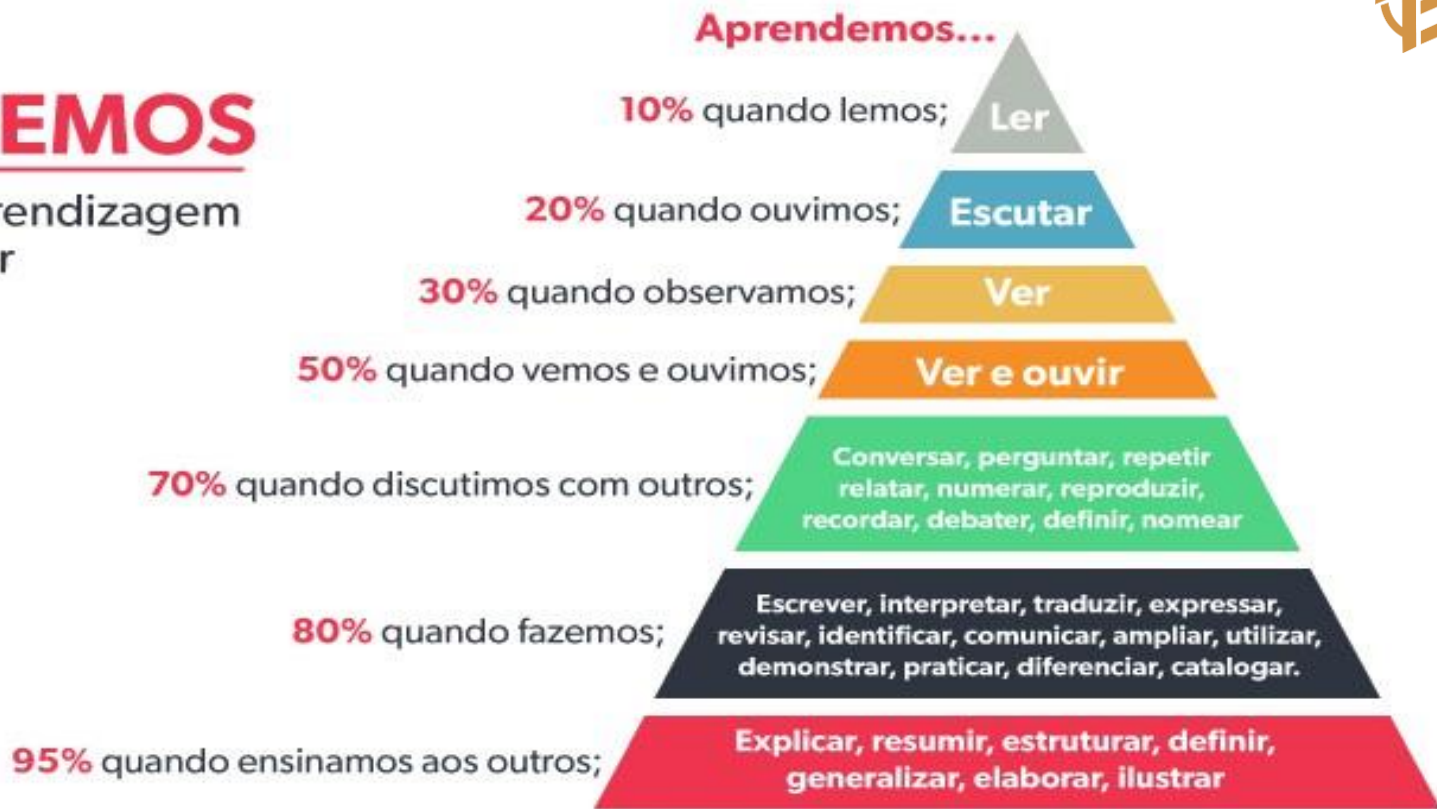 EMOS
rendizagem
r
Aprendemos...
10% quando lemos;
Ler
20% quando ouvimos;
Escutar
30% quando observamos;
Ver
50% quando vemos e ouvimos;
Ver e ouvir
70% quando discutimos com outros;
Conversar, perguntar, repetir
relatar, numerar, reproduzir,
recordar, debater, definir, nomear
80% quando fazemos;
Escrever, interpretar, traduzir, expressar,
revisar, identificar, comunicar, ampliar, utilizar,
demonstrar, praticar, diferenciar, catalogar.
95% quando ensinamos aos outros;
Explicar, resumir, estruturar, definir,
generalizar, elaborar, ilustrar